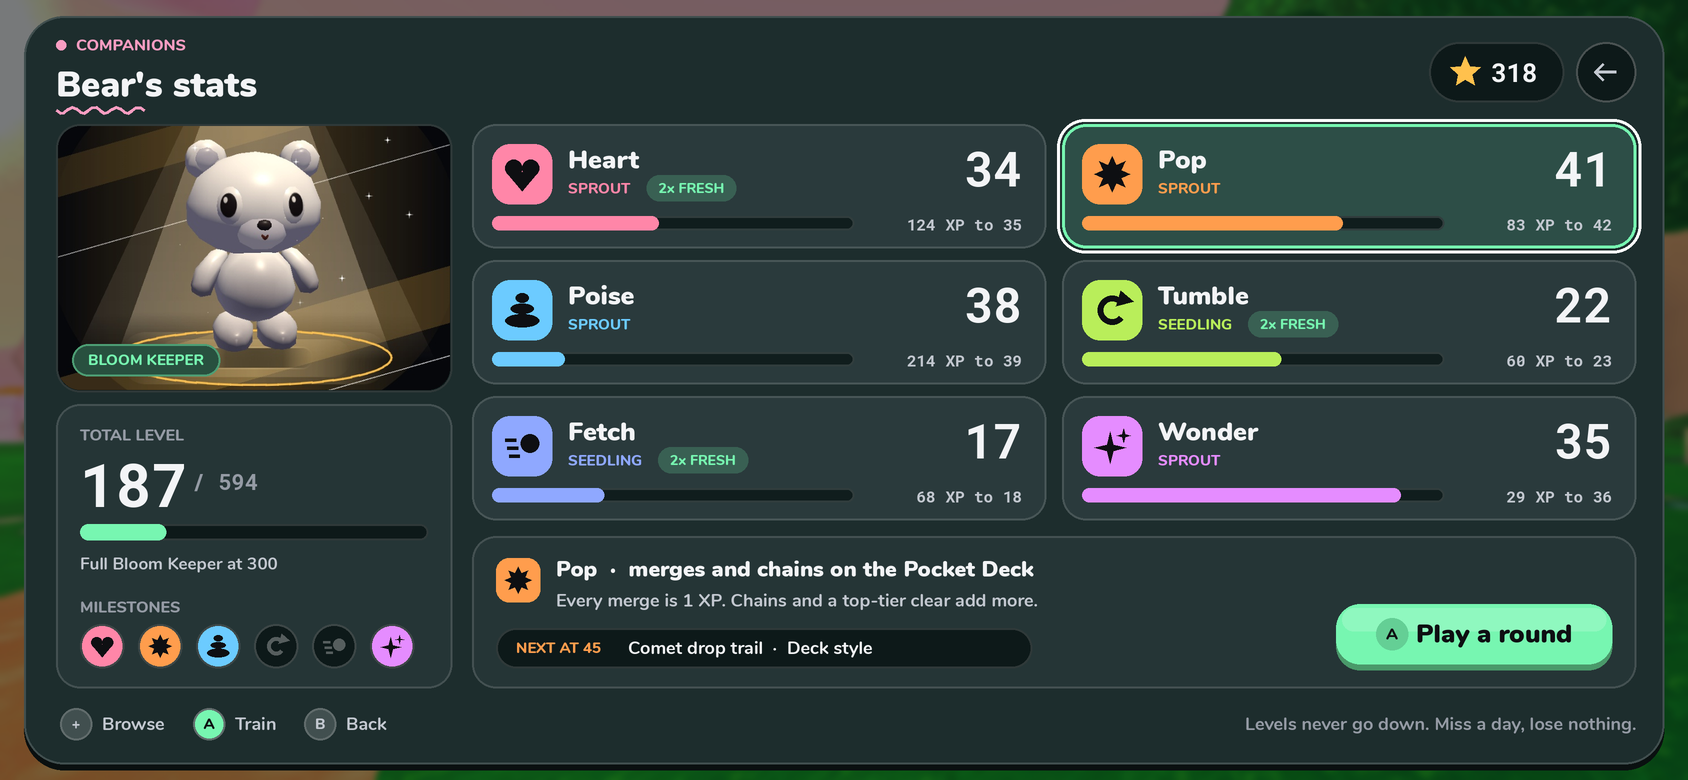 COMPANIONS
Bear's stats
318
BLOOM KEEPER
TOTAL LEVEL
187 / 594
Full Bloom Keeper at 300
MILESTONES
Heart
SPROUT 2x FRESH
34
124 XP to 35
Pop
SPROUT
41
83 XP to 42
Poise
SPROUT
38
214 XP to 39
Tumble
SEEDLING 2x FRESH
22
60 XP to 23
Fetch
SEEDLING 2x FRESH
17
68 XP to 18
Wonder
SPROUT
35
29 XP to 36
Pop · merges and chains on the Pocket Deck
Every merge is 1 XP. Chains and a top-tier clear add more.
NEXT AT 45 Comet drop trail · Deck style
A Play a round
+ Browse A Train B Back
Levels never go down. Miss a day, lose nothing.